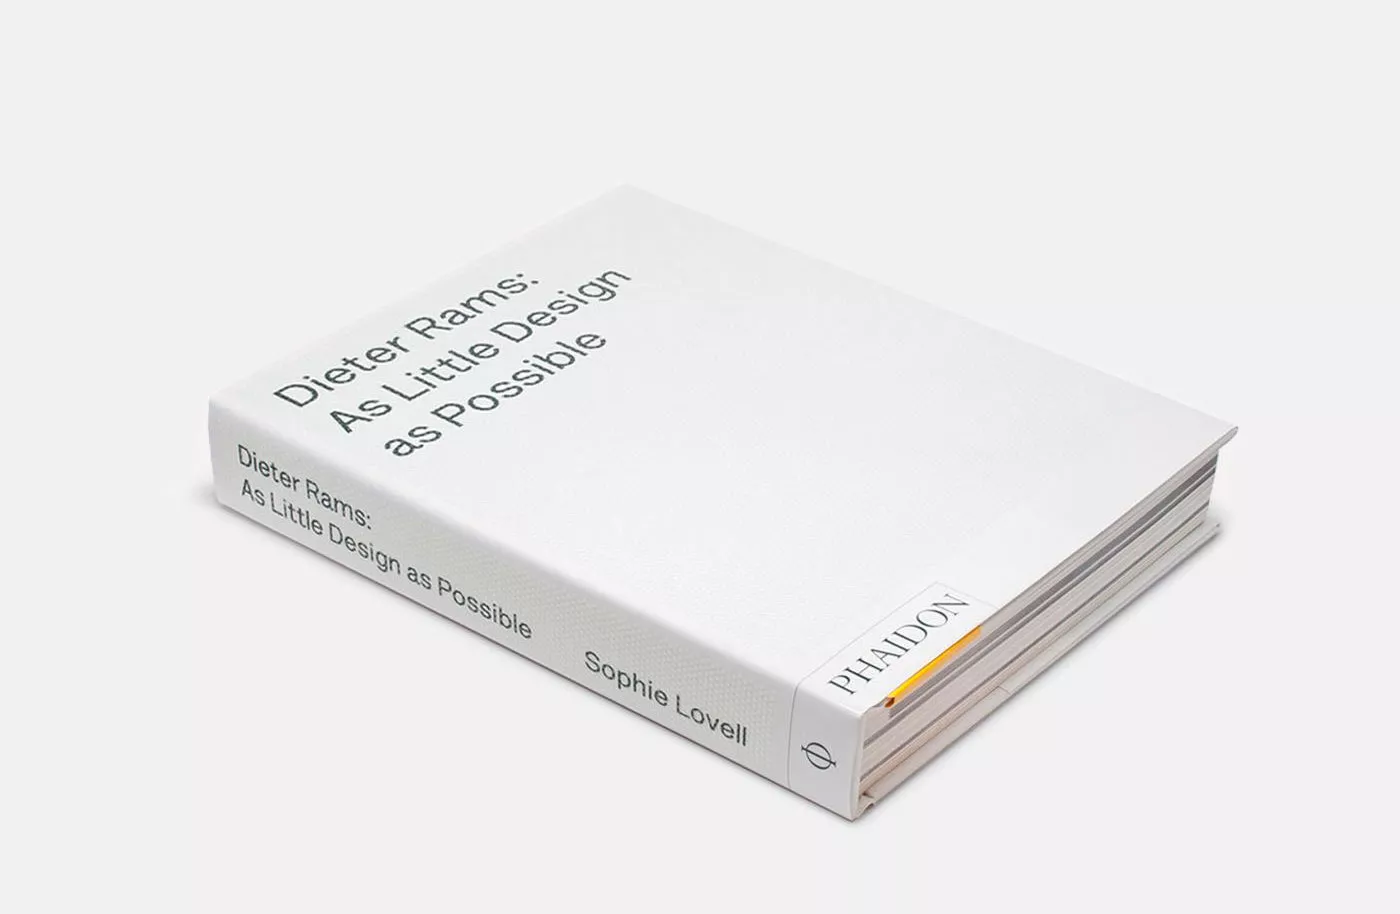 Dieter Rams:
As Little Design
as Possible
Dieter Rams:
As Little Design as Possible
Sophie Lovell
PHAIDON
Φ